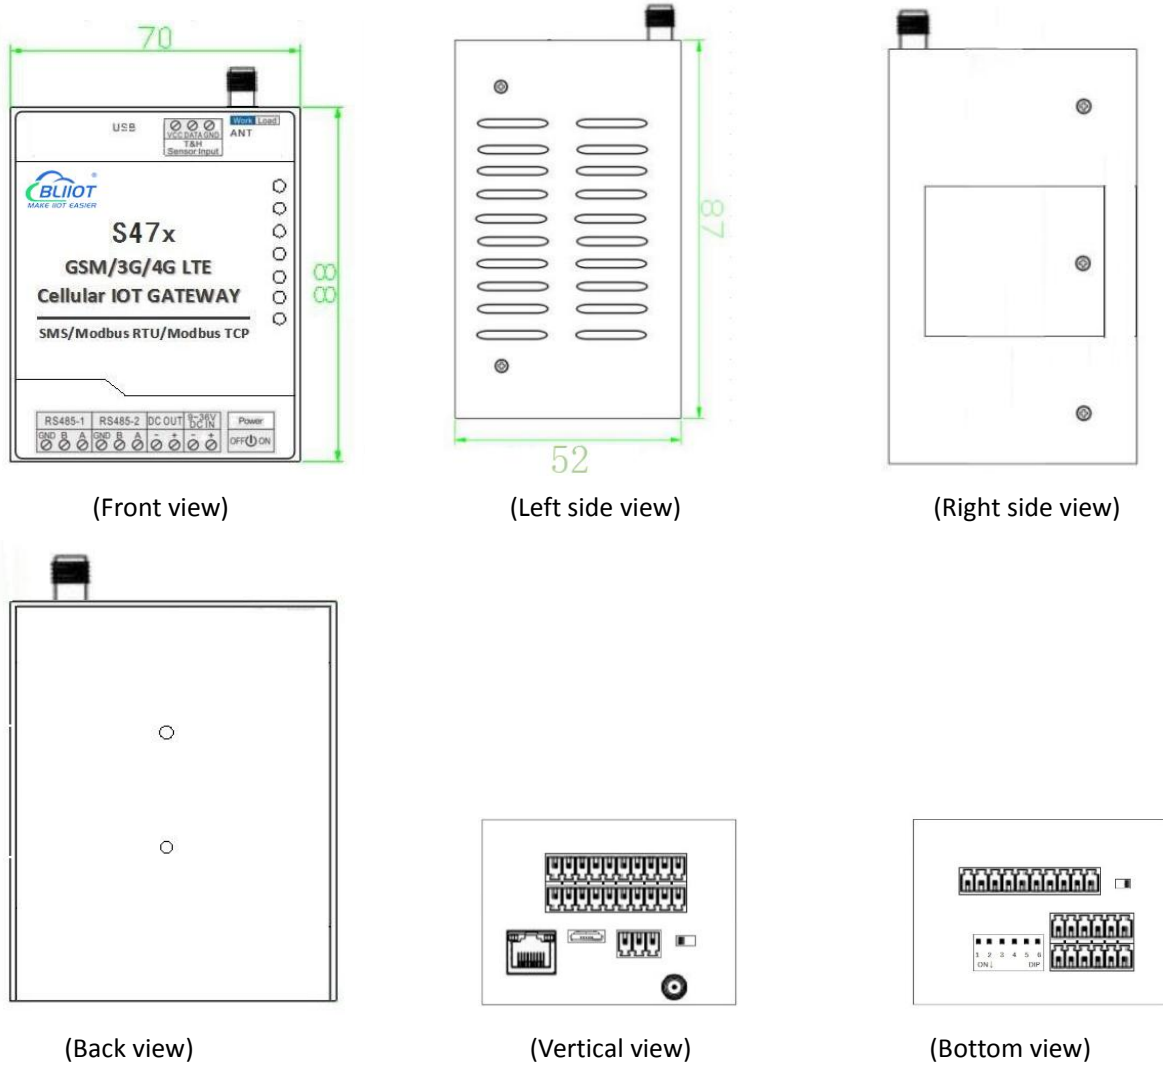 70
USB
VCC DATA GND
T&H
Sensor Input
Work Load
ANT
BLIIOT
®
MAKE IIOT EASIER
S47x
GSM/3G/4G LTE
Cellular IOT GATEWAY
SMS/Modbus RTU/Modbus TCP
88
RS485-1 RS485-2 DC OUT 9~36V DC IN Power
GND B A GND B A - + - + OFF ON
87
52
(Front view) (Left side view) (Right side view)
1 2 3 4 5 6
ON↓ DIP
(Back view) (Vertical view) (Bottom view)